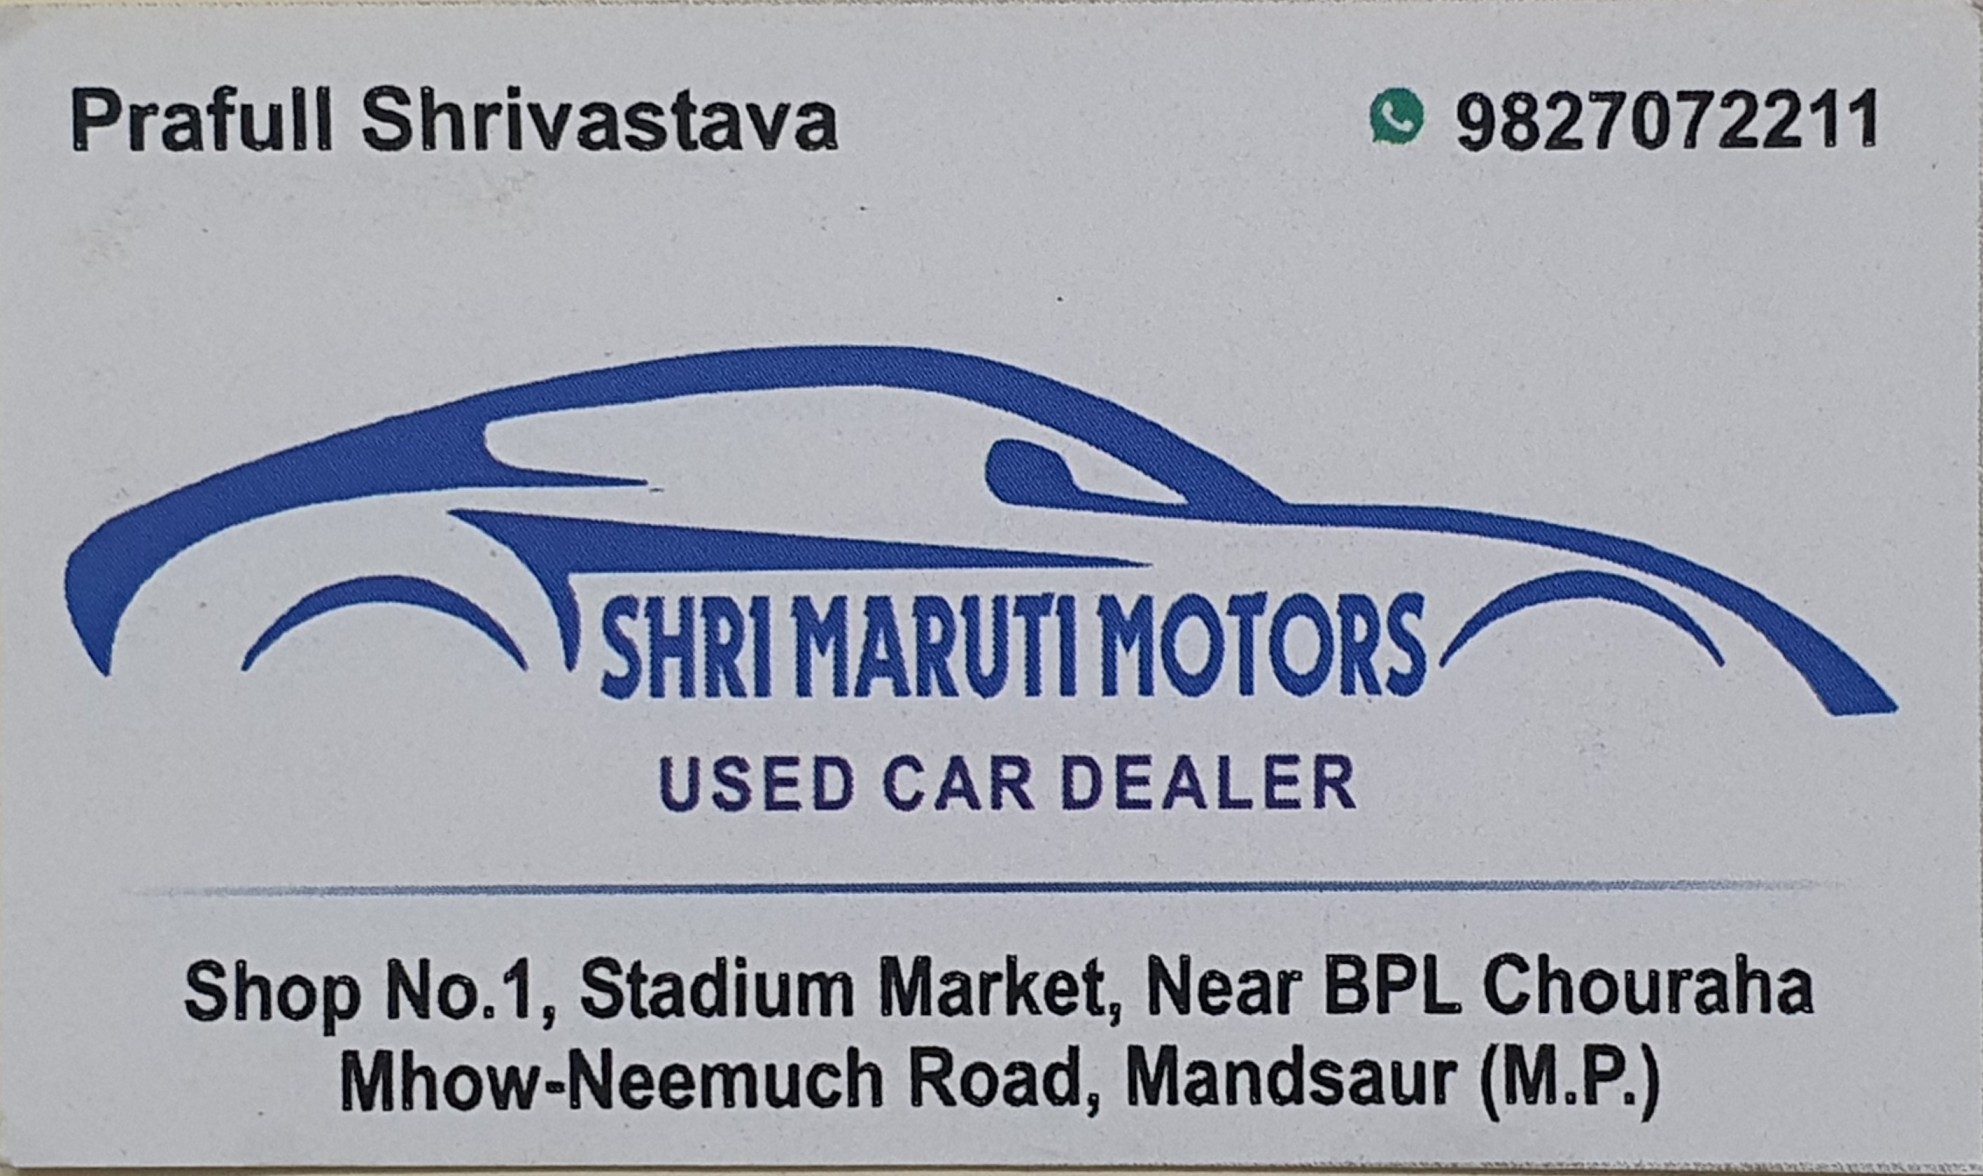 Prafull Shrivastava
9827072211
SHRI MARUTI MOTORS
USED CAR DEALER
Shop No.1, Stadium Market, Near BPL Chouraha
Mhow-Neemuch Road, Mandsaur (M.P.)